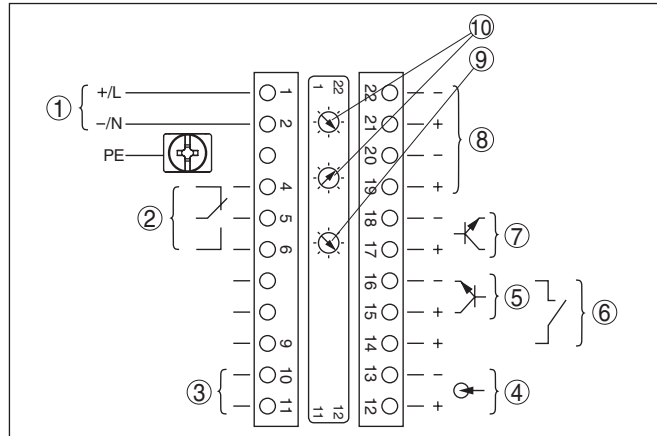 ⑩
⑨
① +/L 1 1 22 22 −
−/N 2 21 + ⑧
PE 20 −
4 19 +
② 5 18 − ⑦
6 17 +
16 − ⑤ ⑥
15 +
9 14 +
③ 10 13 − ④
11 11 12 12 +